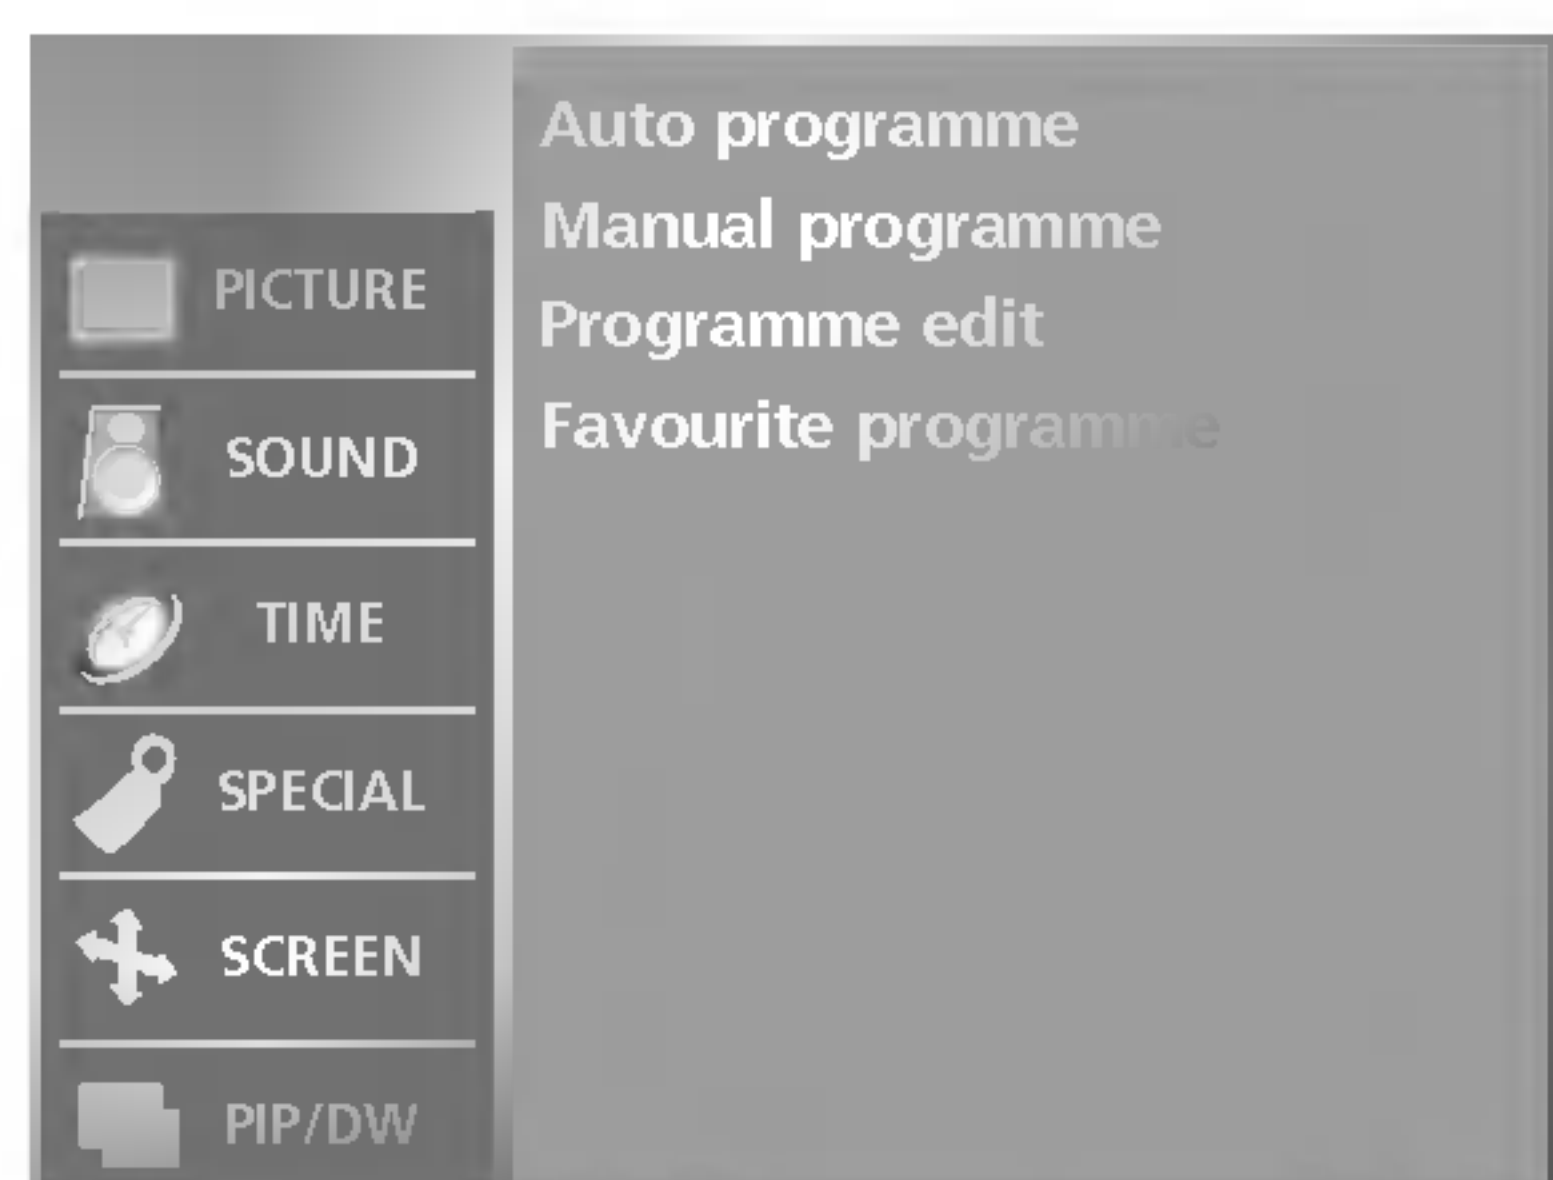 Auto programme
Manual programme
Programme edit
Favourite programme
PICTURE
SOUND
TIME
SPECIAL
SCREEN
PIP/DW